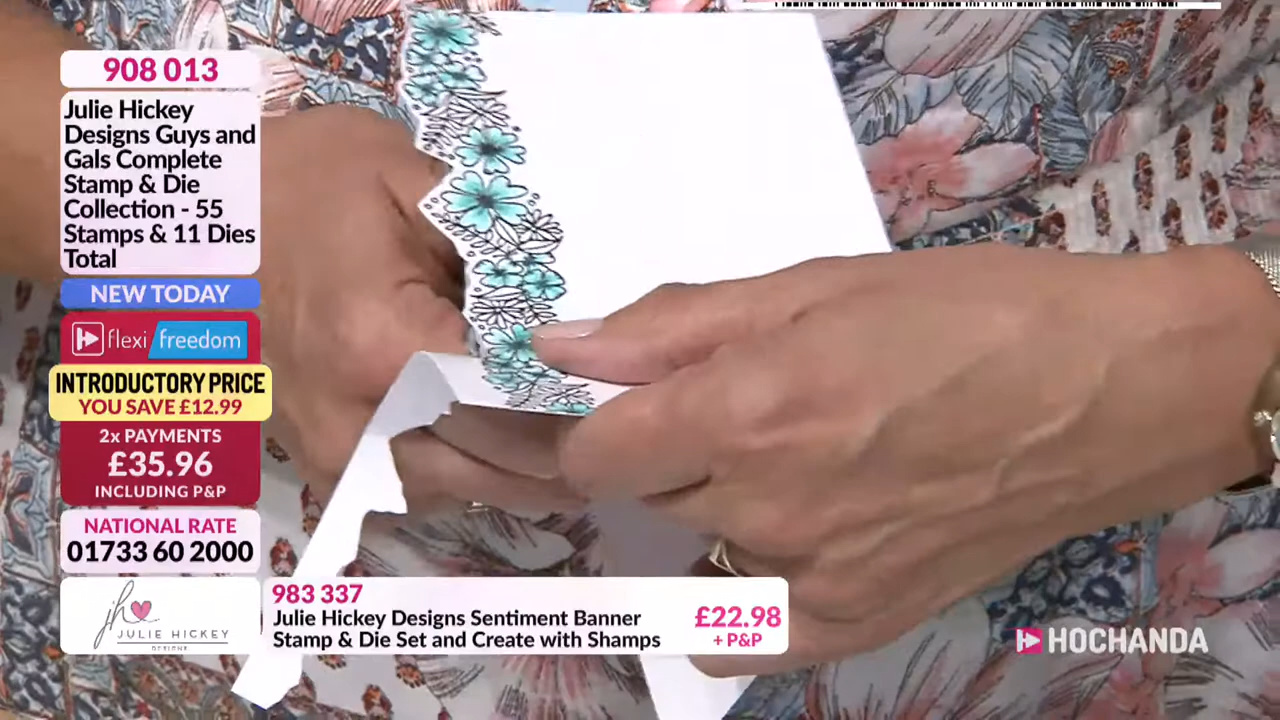 908 013
Julie Hickey
Designs Guys and
Gals Complete
Stamp & Die
Collection - 55
Stamps & 11 Dies
Total
NEW TODAY
flexi freedom
INTRODUCTORY PRICE
YOU SAVE £12.99
2x PAYMENTS
£35.96
INCLUDING P&P
NATIONAL RATE
01733 60 2000
jh
JULIE HICKEY
DESIGNS
983 337
Julie Hickey Designs Sentiment Banner
Stamp & Die Set and Create with Shamps
£22.98
+ P&P
HOCHANDA